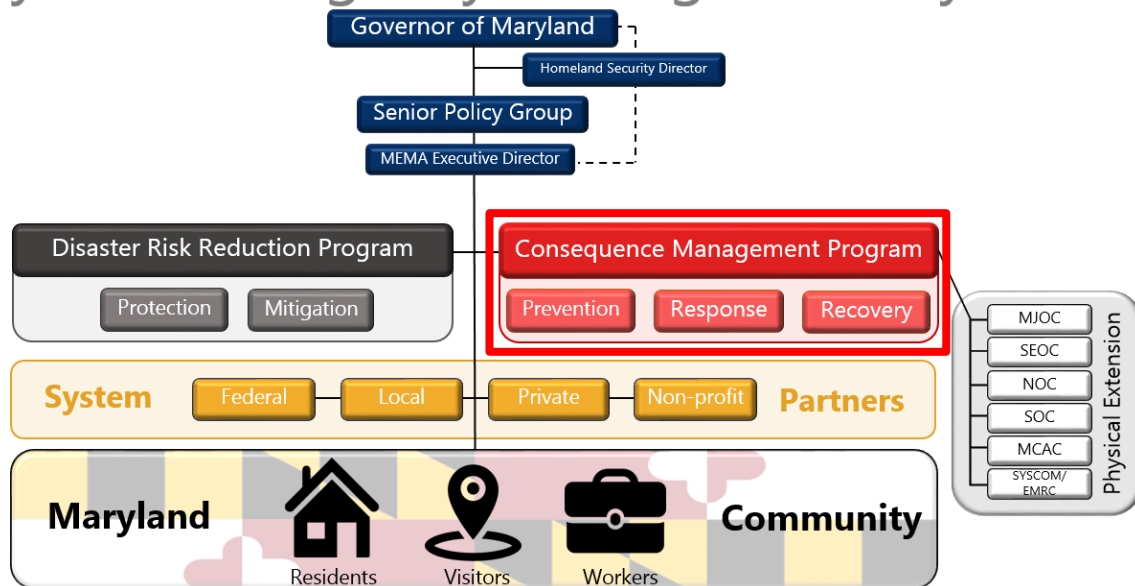 Governor of Maryland
Homeland Security Director
Senior Policy Group
MEMA Executive Director
Disaster Risk Reduction Program
Protection
Mitigation
Consequence Management Program
Prevention
Response
Recovery
MJOC
SEOC
NOC
SOC
MCAC
SYSCOM/
EMRC
Physical Extension
System
Federal
Local
Private
Non-profit
Partners
Maryland
Residents
Visitors
Workers
Community